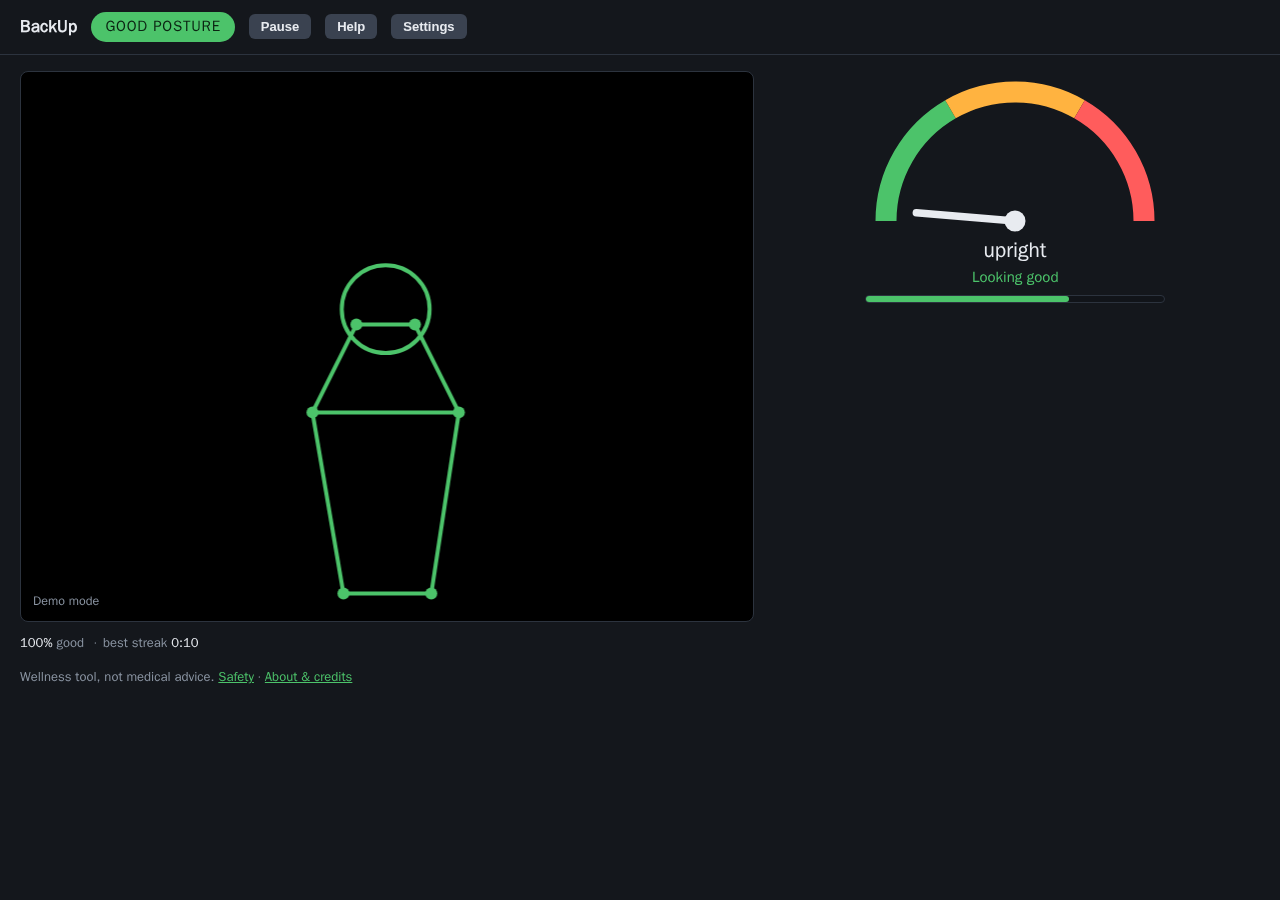 BackUp GOOD POSTURE Pause Help Settings
upright
Looking good
Demo mode
100% good · best streak 0:10
Wellness tool, not medical advice. Safety · About & credits